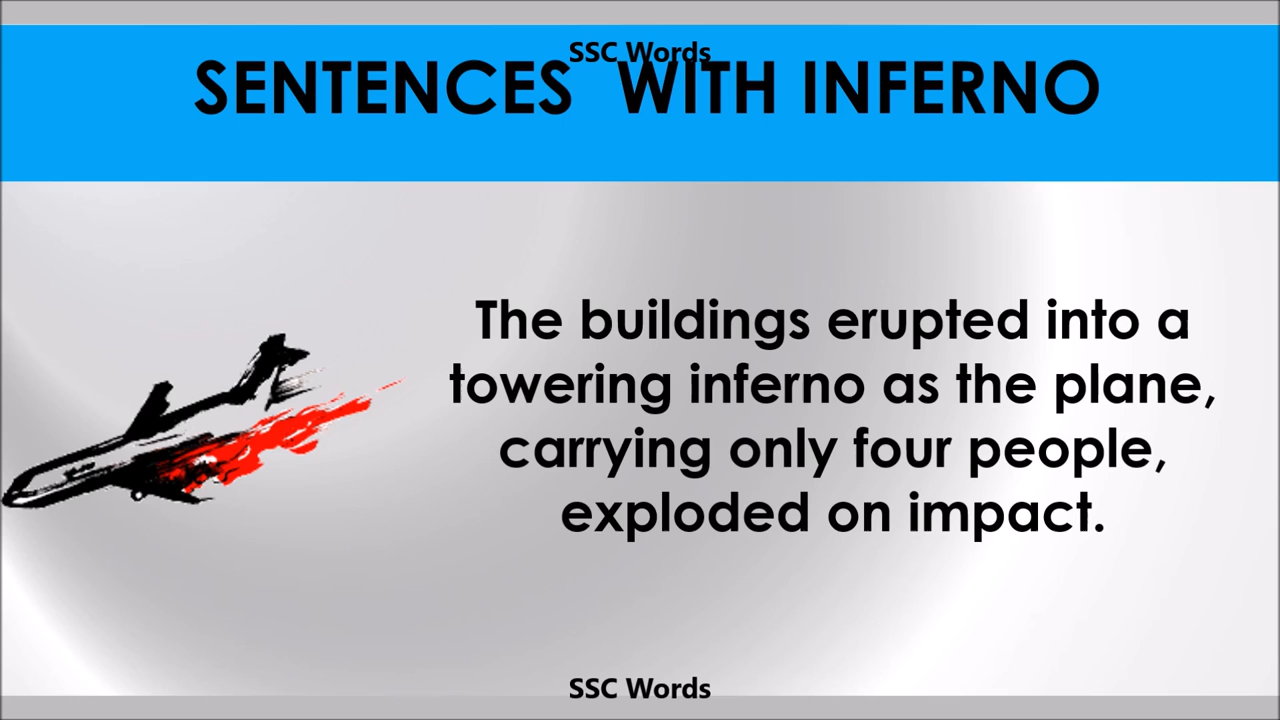 SSC Words
SENTENCES WITH INFERNO
The buildings erupted into a
towering inferno as the plane,
carrying only four people,
exploded on impact.
SSC Words